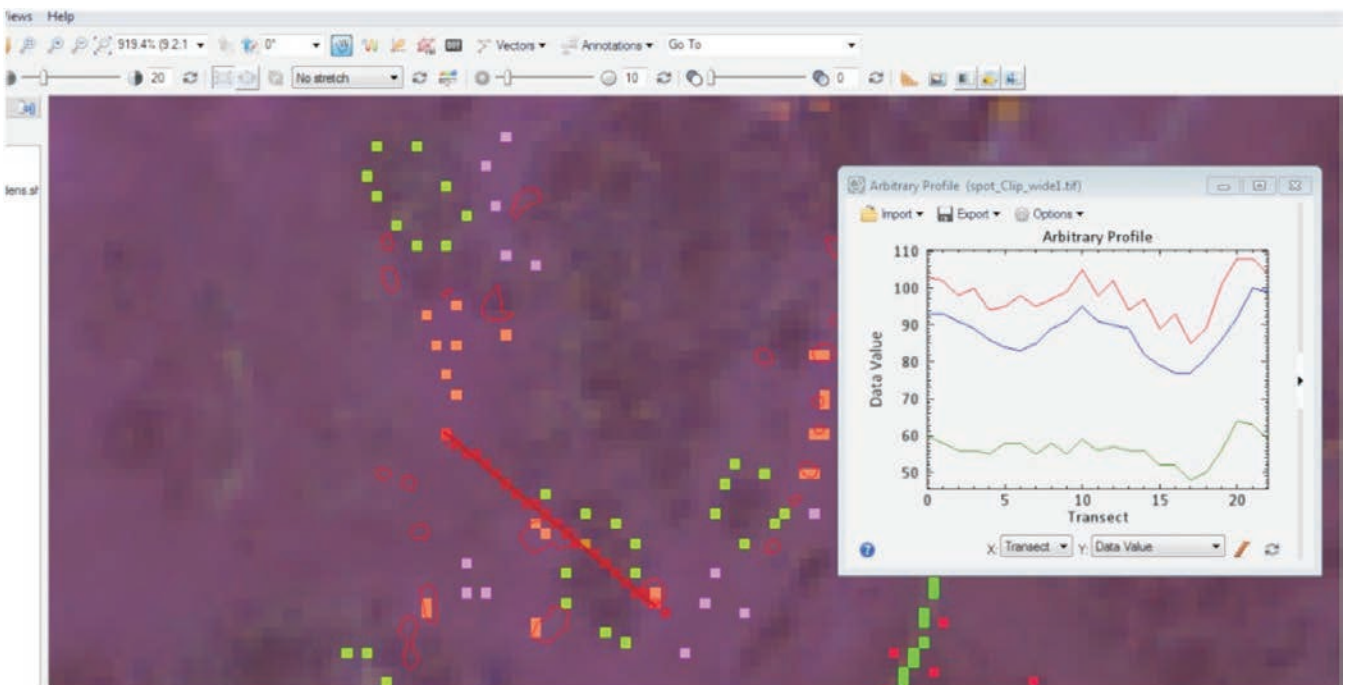 iews Help
919.4% (9.2:1 0° Vectors Annotations Go To
20 No stretch 10 0
dens.sh
Arbitrary Profile (spot_Clip_wide1.tif)
Import Export Options
Arbitrary Profile
110
100
90
80
70
60
50
Data Value
0 5 10 15 20
Transect
X: Transect Y: Data Value